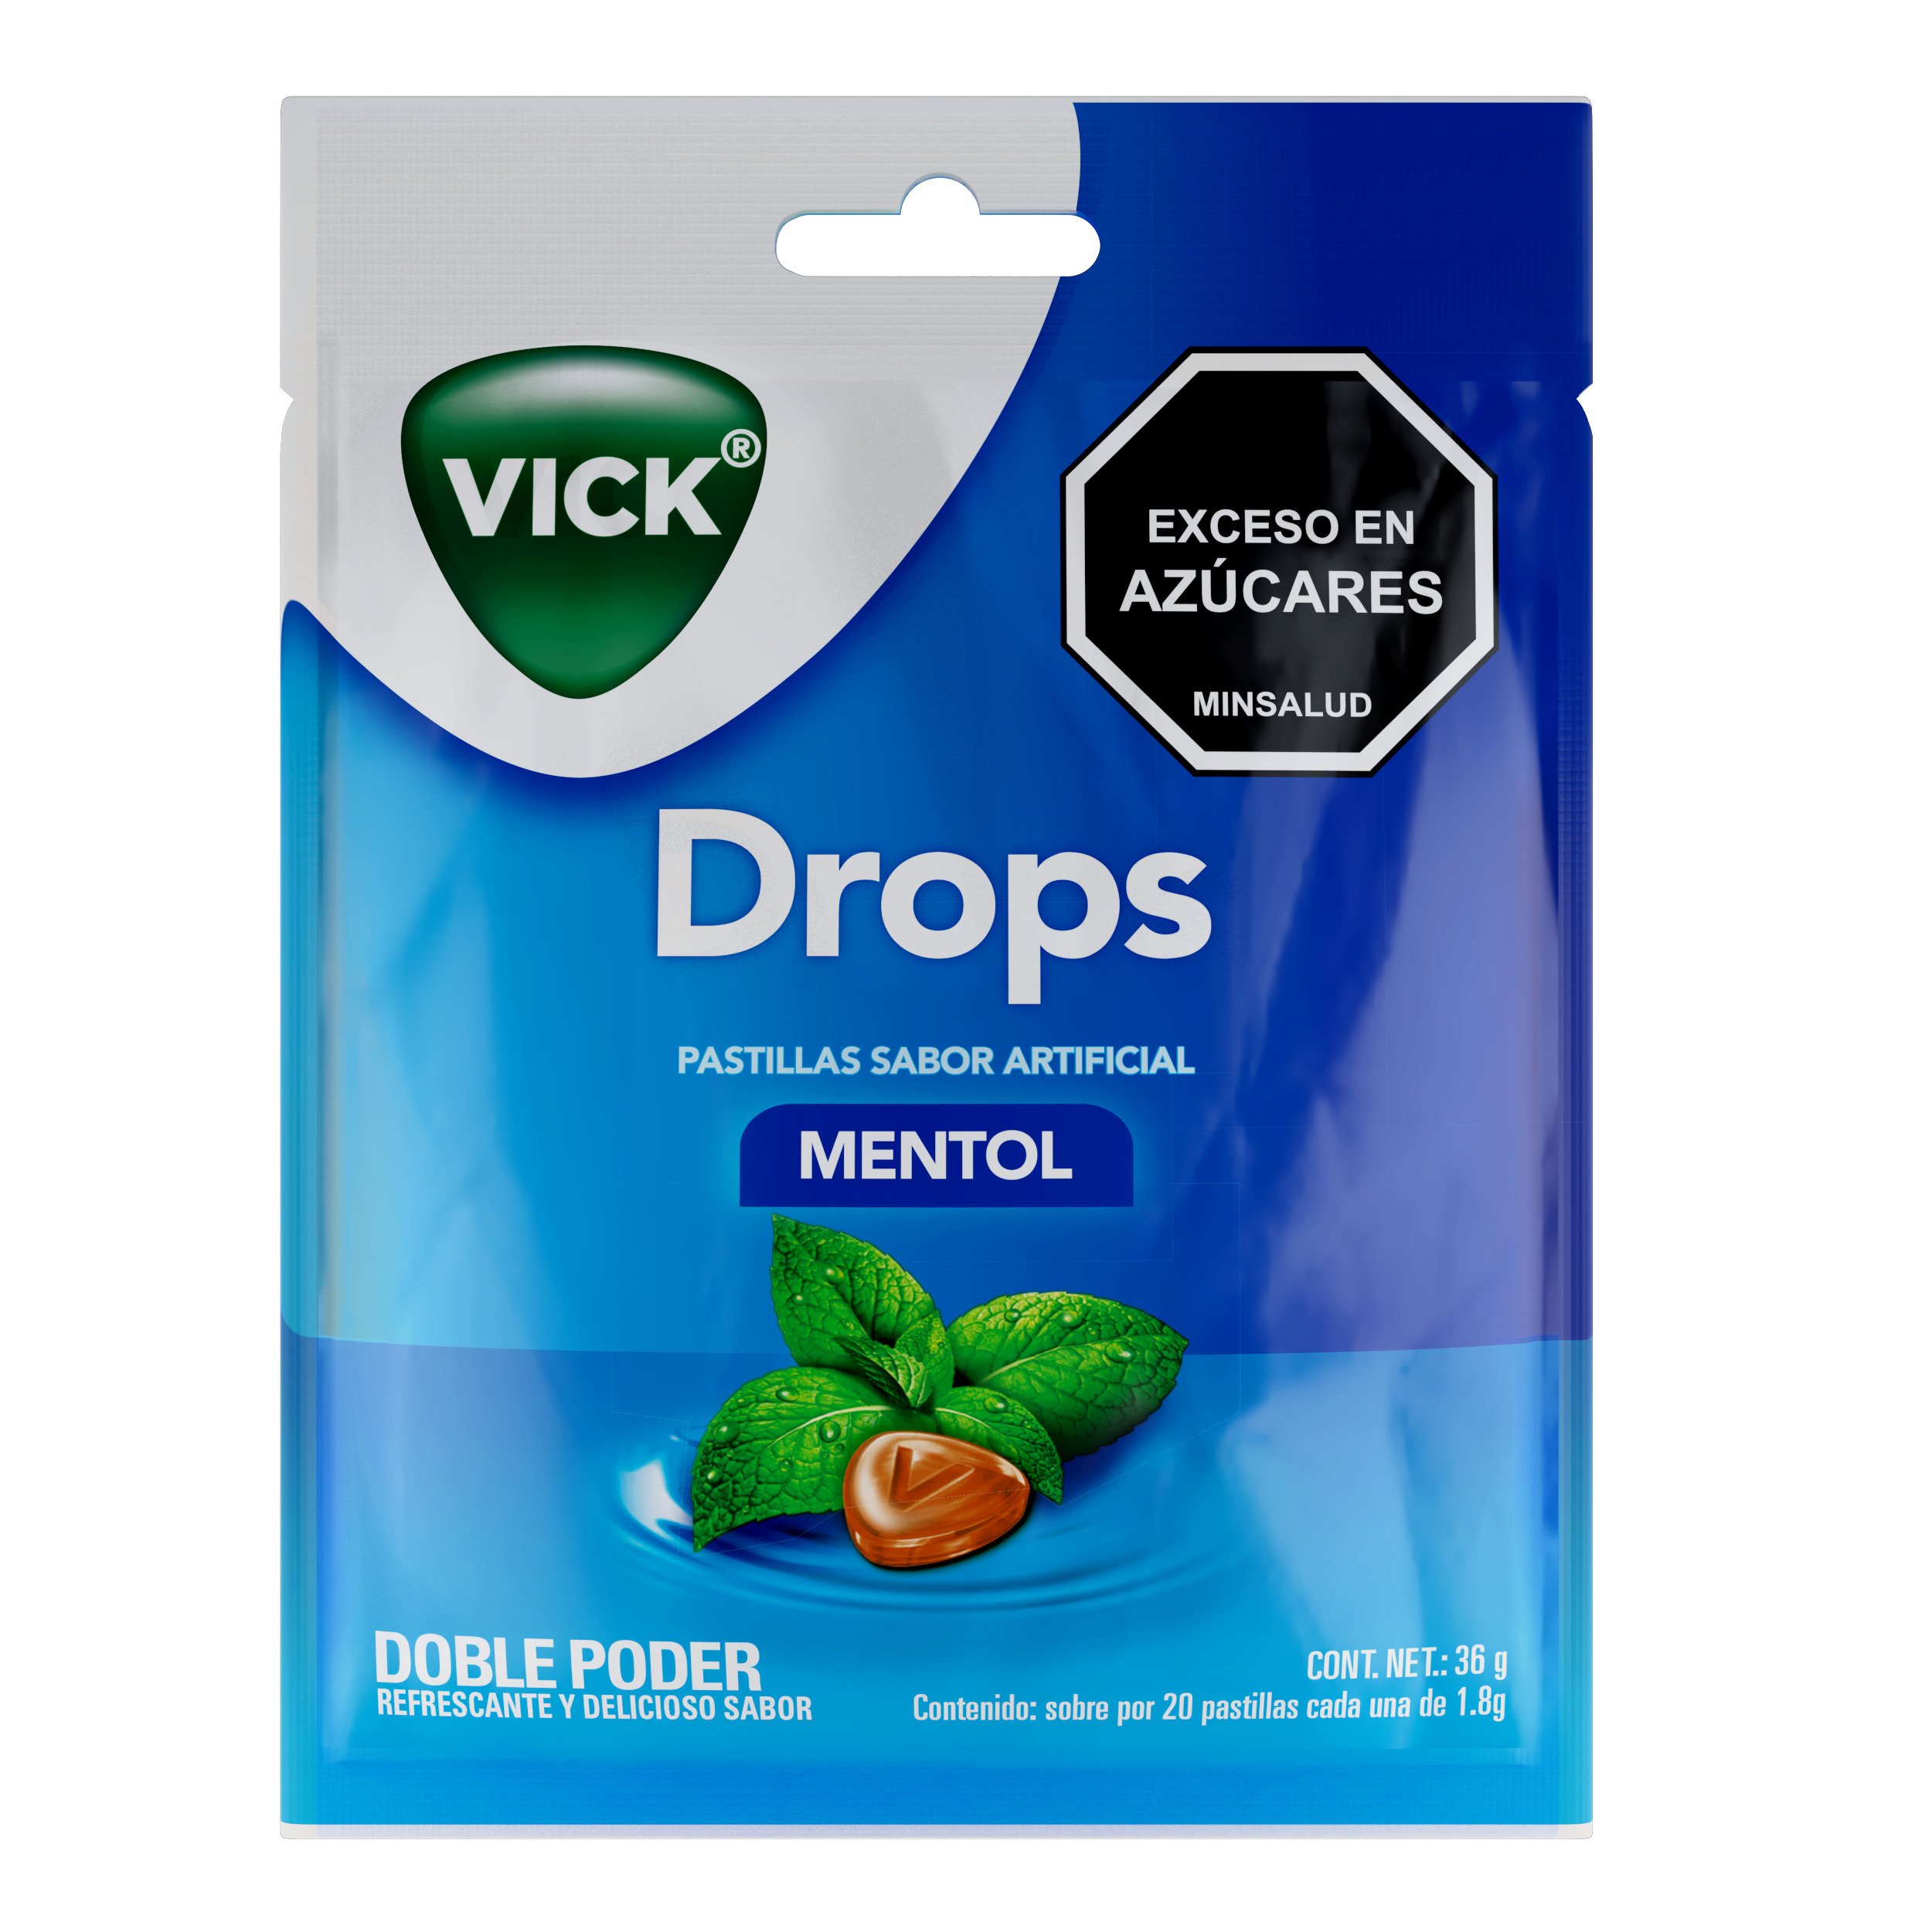 VICK®
EXCESO EN
AZÚCARES
MINSALUD
Drops
PASTILLAS SABOR ARTIFICIAL
MENTOL
V
DOBLE PODER
REFRESCANTE Y DELICIOSO SABOR
CONT. NET.: 36 g
Contenido: sobre por 20 pastillas cada una de 1.8g